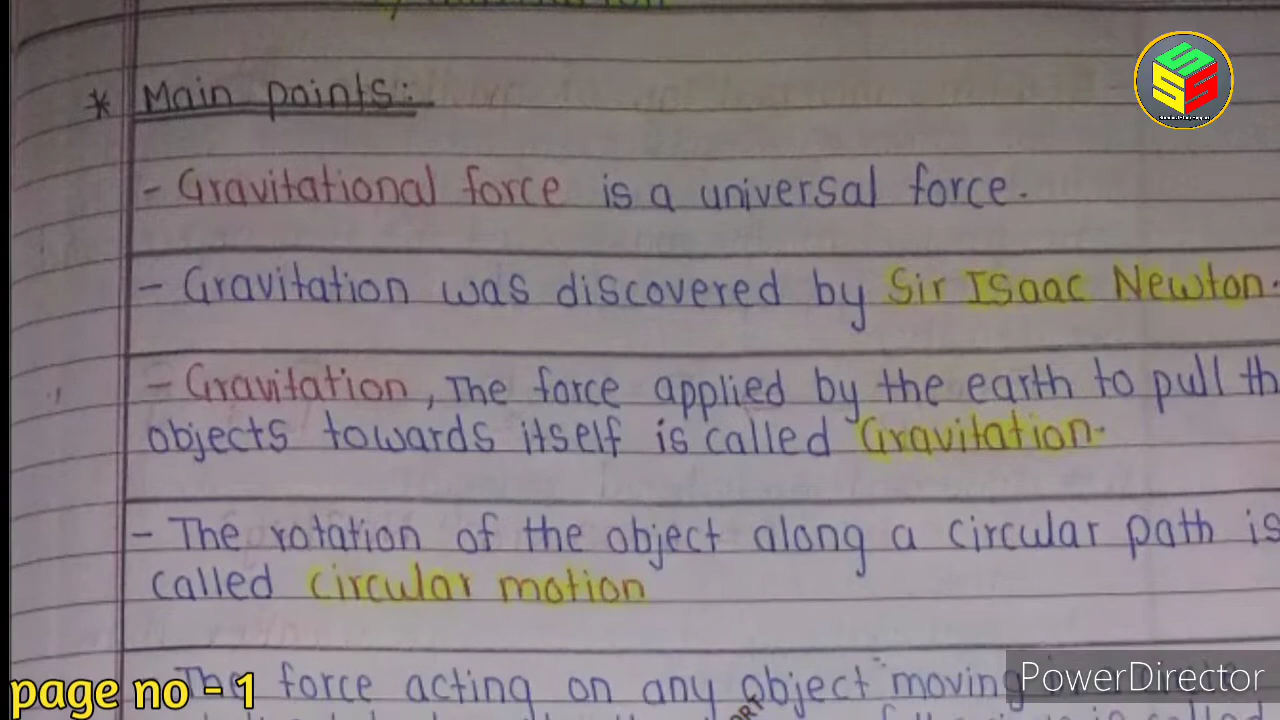 * Main points:
- Gravitational force is a universal force.
- Gravitation was discovered by Sir Isaac Newton.
- Gravitation, The force applied by the earth to pull th
objects towards itself is called Gravitation.
- The rotation of the object along a circular path is
called circular motion
- The force acting on any object moving
page no - 1
PowerDirector